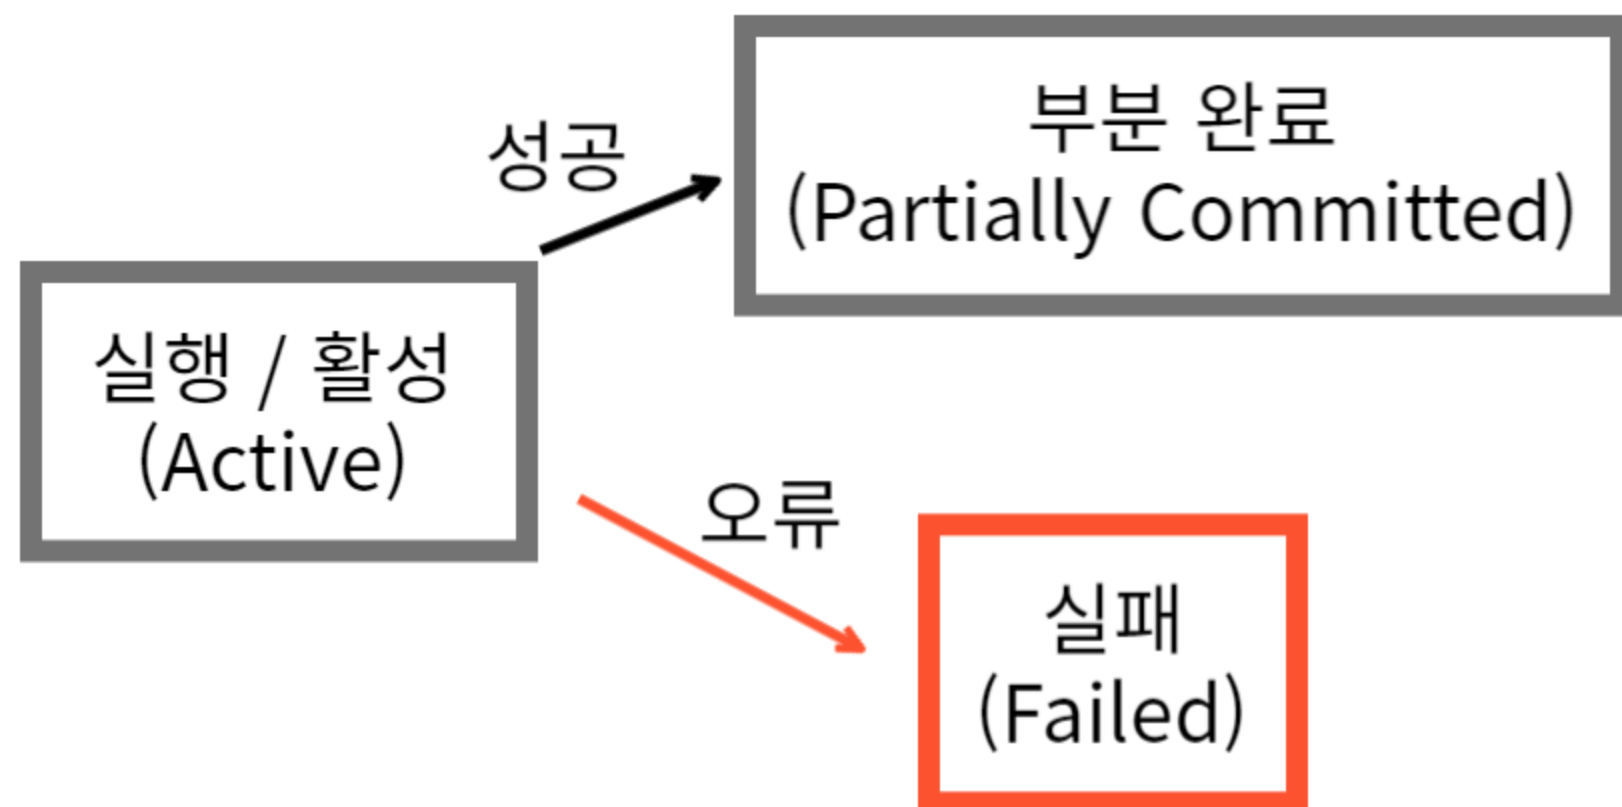 성공
부분 완료
(Partially Committed)
실행 / 활성
(Active)
오류
실패
(Failed)